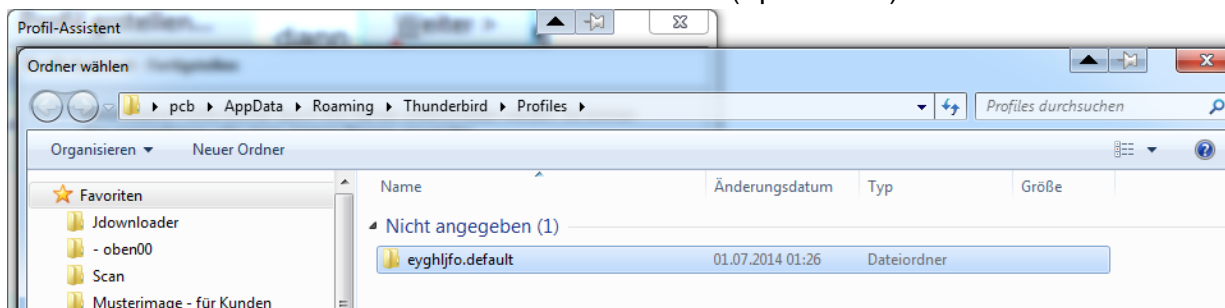 Profil-Assistent
Ordner wählen
pcb ▸ AppData ▸ Roaming ▸ Thunderbird ▸ Profiles ▸
Profiles durchsuchen
Organisieren
Neuer Ordner
Favoriten
Jdownloader
- oben00
Scan
Musterimage - für Kunden
Name
Änderungsdatum
Typ
Größe
Nicht angegeben (1)
eyghljfo.default
01.07.2014 01:26
Dateiordner